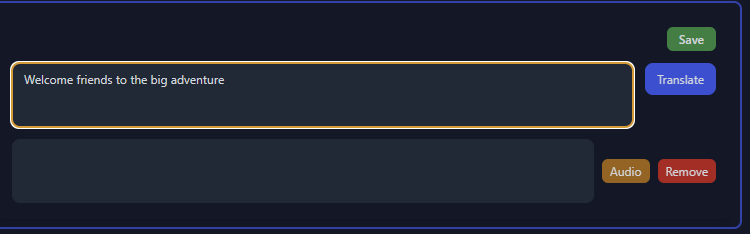 Save
Welcome friends to the big adventure
Translate
Audio
Remove